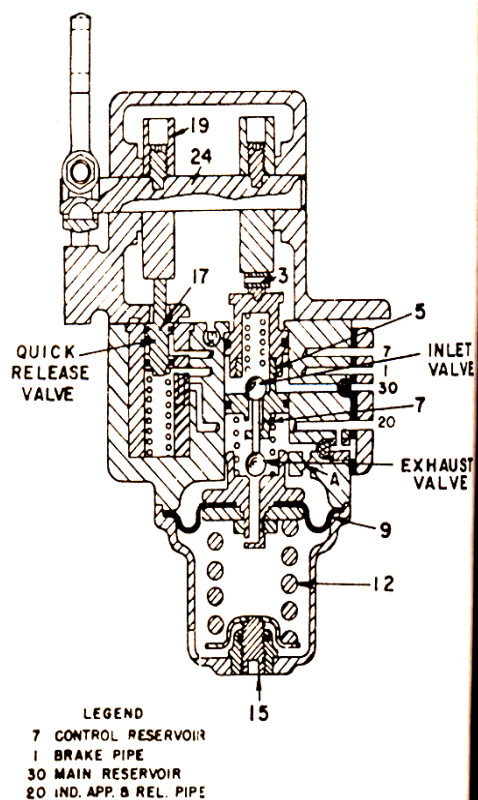 19
24
3
17
5
QUICK
RELEASE
VALVE
7
INLET
VALVE
1
30
7
20
EXHAUST
VALVE
A
9
12
15
LEGEND
7 CONTROL RESERVOIR
1 BRAKE PIPE
30 MAIN RESERVOIR
20 IND. APP. & REL. PIPE